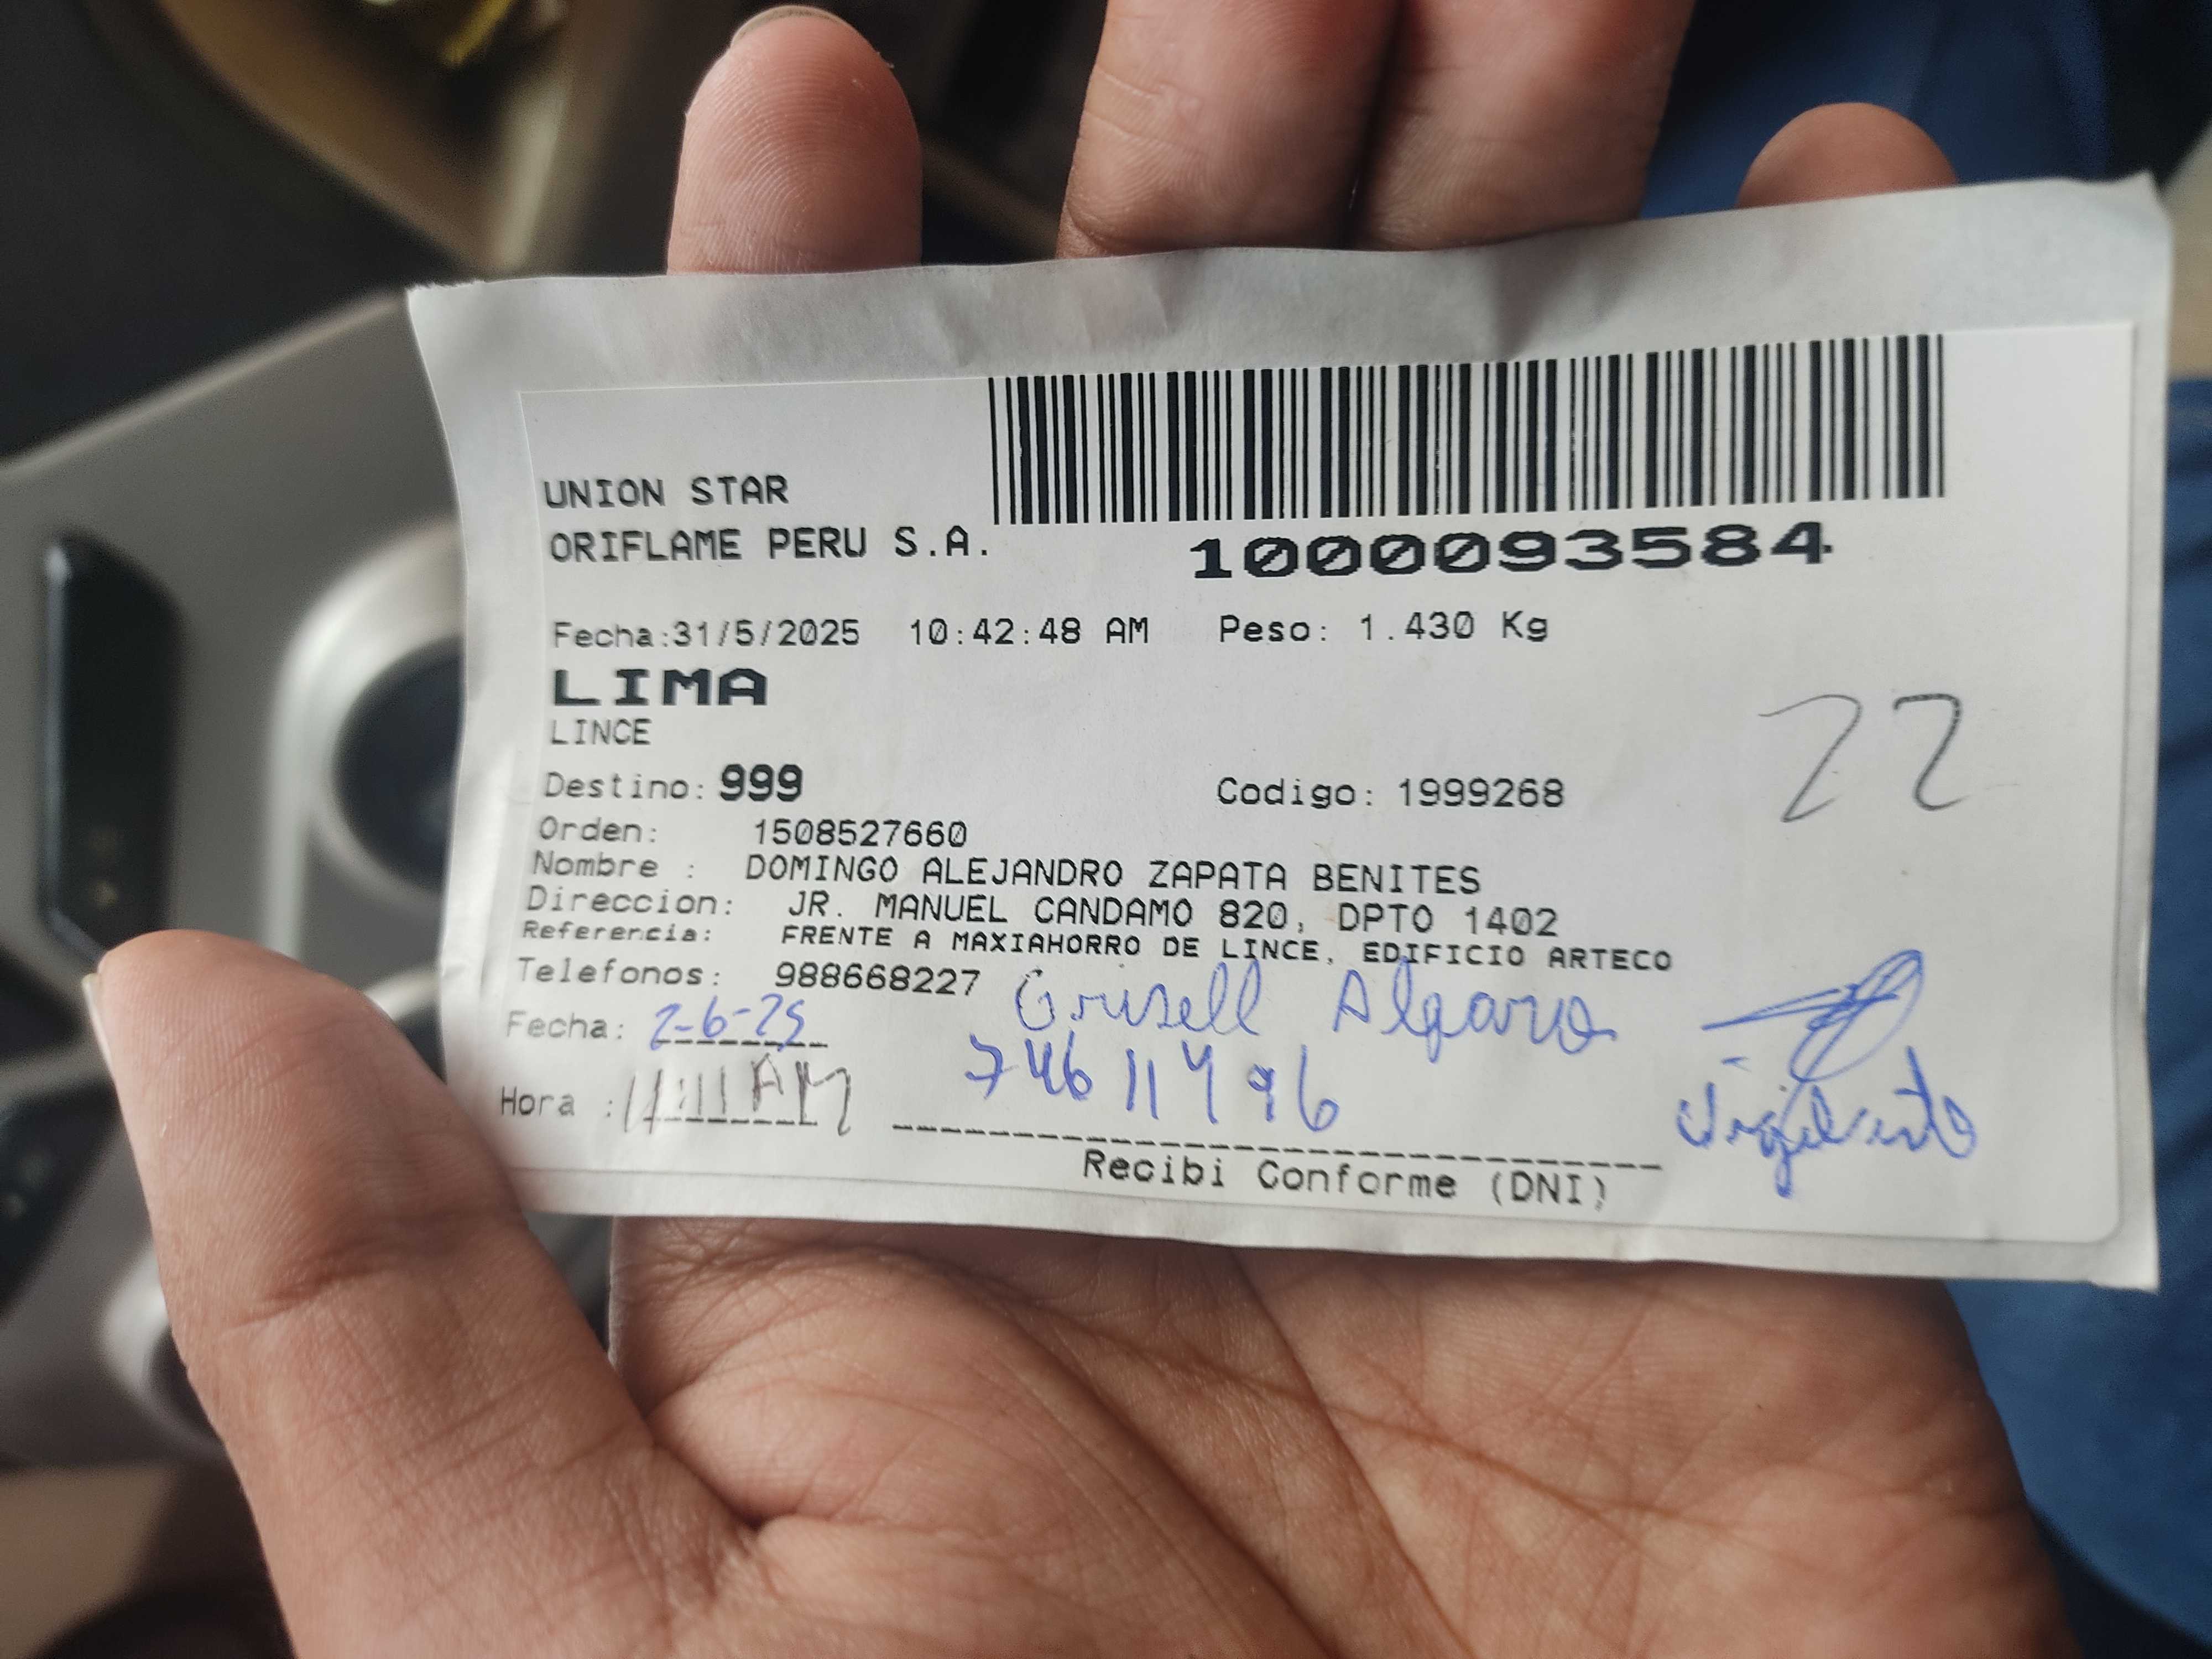 UNION STAR
ORIFLAME PERU S.A.
1000093584
Fecha:31/5/2025 10:42:48 AM Peso: 1.430 Kg
LIMA
LINCE
22
Destino: 999 Codigo: 1999268
Orden: 1508527660
Nombre : DOMINGO ALEJANDRO ZAPATA BENITES
Direccion: JR. MANUEL CANDAMO 820, DPTO 1402
Referencia: FRENTE A MAXIAHORRO DE LINCE, EDIFICIO ARTECO
Telefonos: 988668227
Grisell
Fecha: 2-6-25
74611496
Hora : 11:11 AM
Recibi Conforme (DNI)